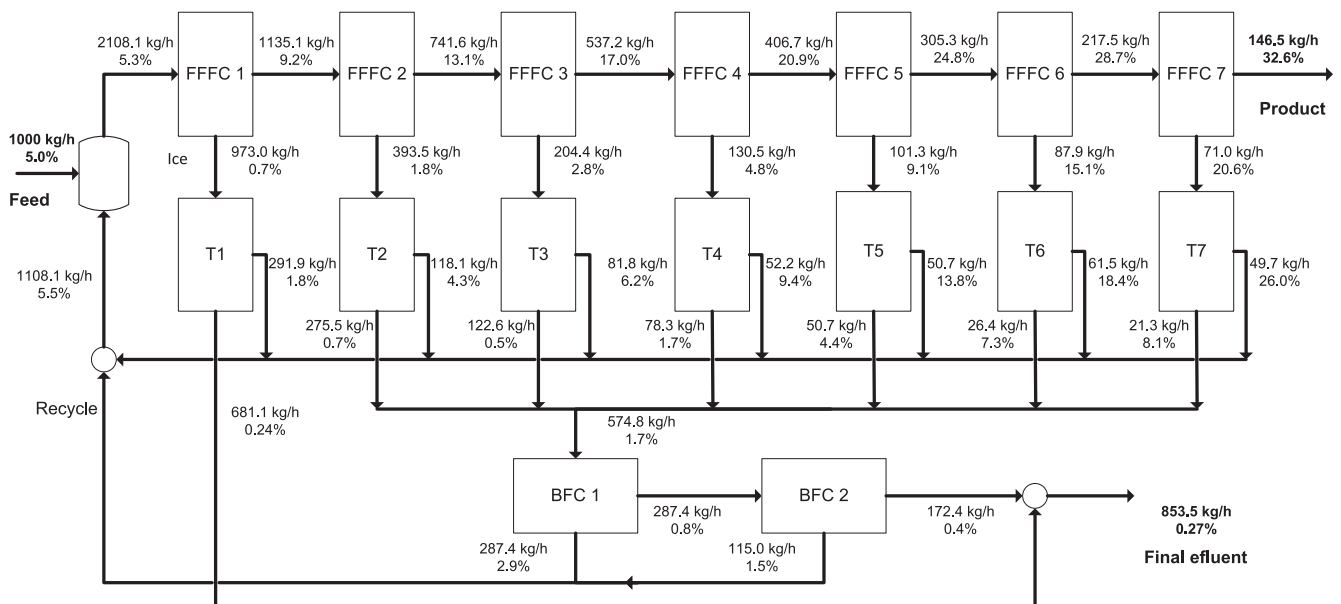 2108.1 kg/h
5.3%
FFFC 1
1135.1 kg/h
9.2%
FFFC 2
741.6 kg/h
13.1%
FFFC 3
537.2 kg/h
17.0%
FFFC 4
406.7 kg/h
20.9%
FFFC 5
305.3 kg/h
24.8%
FFFC 6
217.5 kg/h
28.7%
FFFC 7
146.5 kg/h
32.6%
Product
1000 kg/h
5.0%
Feed
Ice
973.0 kg/h
0.7%
393.5 kg/h
1.8%
204.4 kg/h
2.8%
130.5 kg/h
4.8%
101.3 kg/h
9.1%
87.9 kg/h
15.1%
71.0 kg/h
20.6%
T1
291.9 kg/h
1.8%
T2
118.1 kg/h
4.3%
T3
81.8 kg/h
6.2%
T4
52.2 kg/h
9.4%
T5
50.7 kg/h
13.8%
T6
61.5 kg/h
18.4%
T7
49.7 kg/h
26.0%
1108.1 kg/h
5.5%
275.5 kg/h
0.7%
122.6 kg/h
0.5%
78.3 kg/h
1.7%
50.7 kg/h
4.4%
26.4 kg/h
7.3%
21.3 kg/h
8.1%
Recycle
681.1 kg/h
0.24%
574.8 kg/h
1.7%
BFC 1
287.4 kg/h
0.8%
BFC 2
172.4 kg/h
0.4%
853.5 kg/h
0.27%
Final efluent
287.4 kg/h
2.9%
115.0 kg/h
1.5%